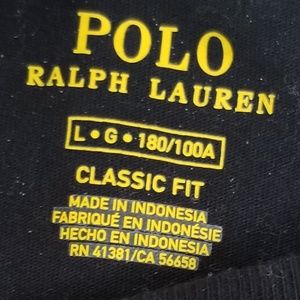 POLO
RALPH LAUREN
L • G • 180/100A
CLASSIC FIT
MADE IN INDONESIA
FABRIQUÉ EN INDONÉSIE
HECHO EN INDONESIA
RN 41381/CA 56658